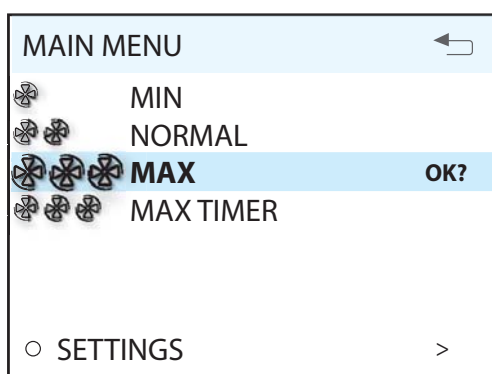 MAIN MENU
MIN
NORMAL
MAX OK?
MAX TIMER
SETTINGS >